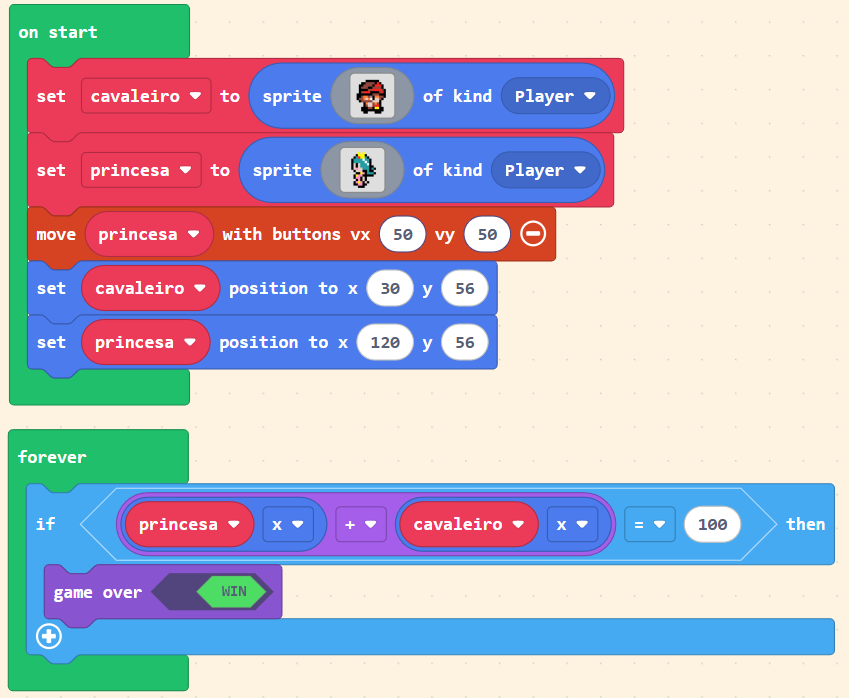 on start
set cavaleiro to sprite of kind Player
set princesa to sprite of kind Player
move princesa with buttons vx 50 vy 50
set cavaleiro position to x 30 y 56
set princesa position to x 120 y 56
forever
if princesa x + cavaleiro x = 100 then
game over WIN